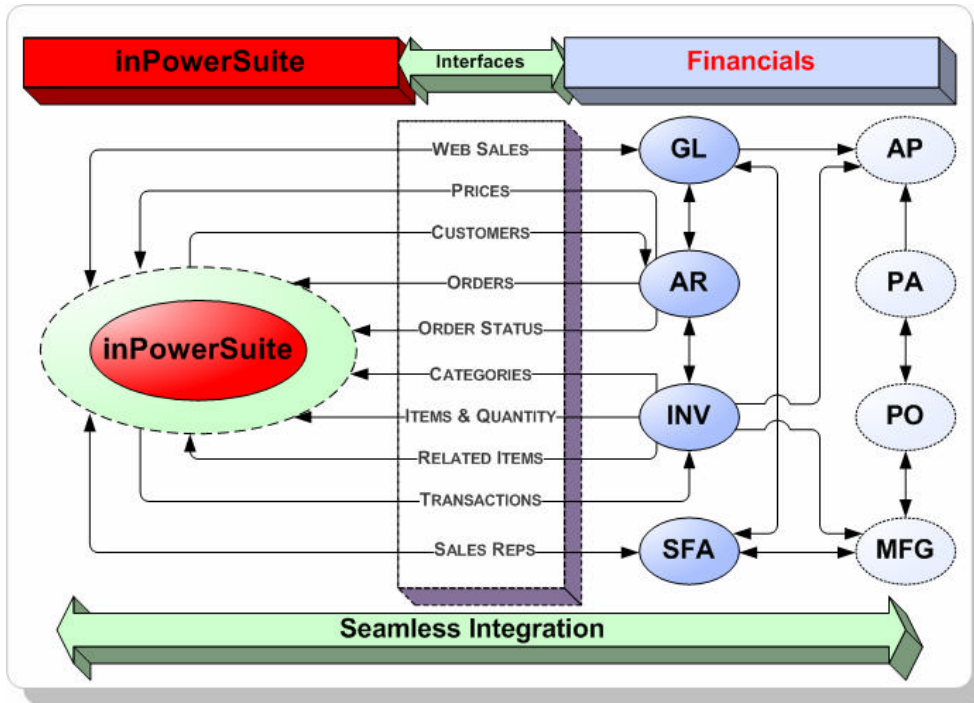 inPowerSuite
Interfaces
Financials
WEB SALES
GL
AP
PRICES
CUSTOMERS
ORDERS
AR
PA
ORDER STATUS
inPowerSuite
CATEGORIES
ITEMS & QUANTITY
INV
PO
RELATED ITEMS
TRANSACTIONS
SALES REPS
SFA
MFG
Seamless Integration